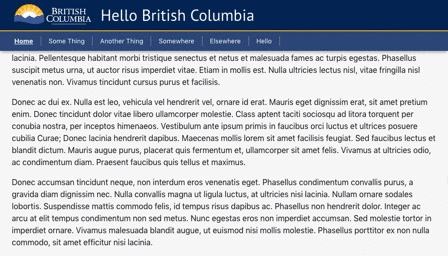 BRITISH
COLUMBIA
Hello British Columbia
Home Some Thing Another Thing Somewhere Elsewhere Hello
lacinia. Pellentesque habitant morbi tristique senectus et netus et malesuada fames ac turpis egestas. Phasellus
suscipit metus urna, ut auctor risus imperdiet vitae. Etiam in mollis est. Nulla ultricies lectus nisl, vitae fringilla nisl
venenatis non. Vivamus tincidunt cursus purus et facilisis.
Donec ac dui ex. Nulla est leo, vehicula vel hendrerit vel, ornare id erat. Mauris eget dignissim erat, sit amet pretium
enim. Donec tincidunt dolor vitae libero ullamcorper molestie. Class aptent taciti sociosqu ad litora torquent per
conubia nostra, per inceptos himenaeos. Vestibulum ante ipsum primis in faucibus orci luctus et ultrices posuere
cubilia Curae; Donec lacinia hendrerit dapibus. Maecenas mollis lorem sit amet facilisis feugiat. Sed faucibus lectus et
blandit dictum. Mauris augue purus, placerat quis fermentum et, ullamcorper sit amet felis. Vivamus at ultricies odio,
ac condimentum diam. Praesent faucibus quis tellus et maximus.
Donec accumsan tincidunt neque, non interdum eros venenatis eget. Phasellus condimentum convallis purus, a
gravida diam dignissim nec. Nulla convallis magna ut ligula luctus, at ultricies nisi lacinia. Nullam ornare sodales
lobortis. Suspendisse mattis commodo felis, id tempus risus dapibus ac. Phasellus non hendrerit dolor. Integer ac
arcu at elit tempus condimentum non sed metus. Nunc egestas eros non imperdiet accumsan. Sed molestie tortor in
imperdiet ornare. Vivamus malesuada blandit augue, ut euismod nisi mollis molestie. Phasellus porttitor ex non nulla
commodo, sit amet efficitur nisi lacinia.